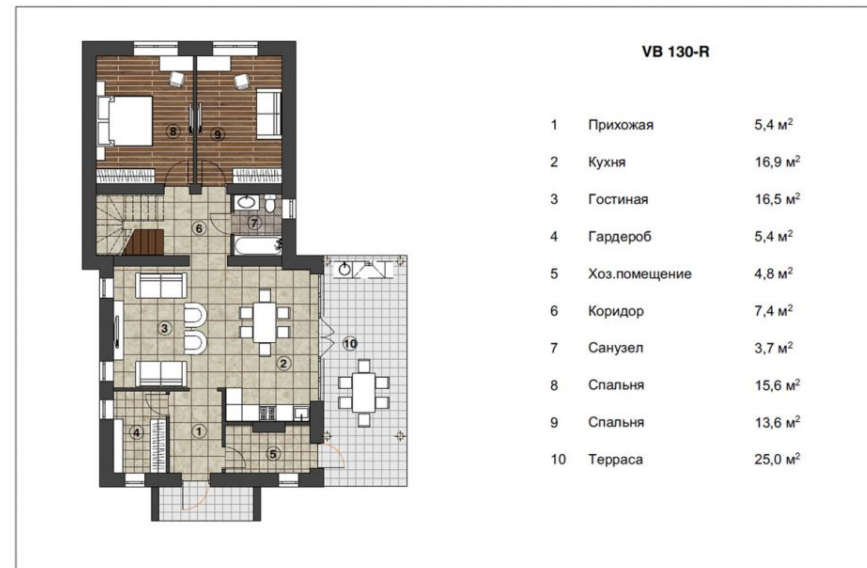 VB 130-R
1 Прихожая 5,4 м²
2 Кухня 16,9 м²
3 Гостиная 16,5 м²
4 Гардероб 5,4 м²
5 Хоз.помещение 4,8 м²
6 Коридор 7,4 м²
7 Санузел 3,7 м²
8 Спальня 15,6 м²
9 Спальня 13,6 м²
10 Терраса 25,0 м²
8
9
6
7
3
2
10
4
1
5